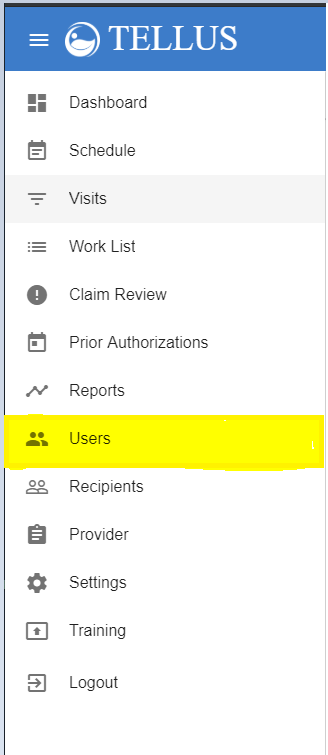 TELLUS
Dashboard
Schedule
Visits
Work List
Claim Review
Prior Authorizations
Reports
Users
Recipients
Provider
Settings
Training
Logout